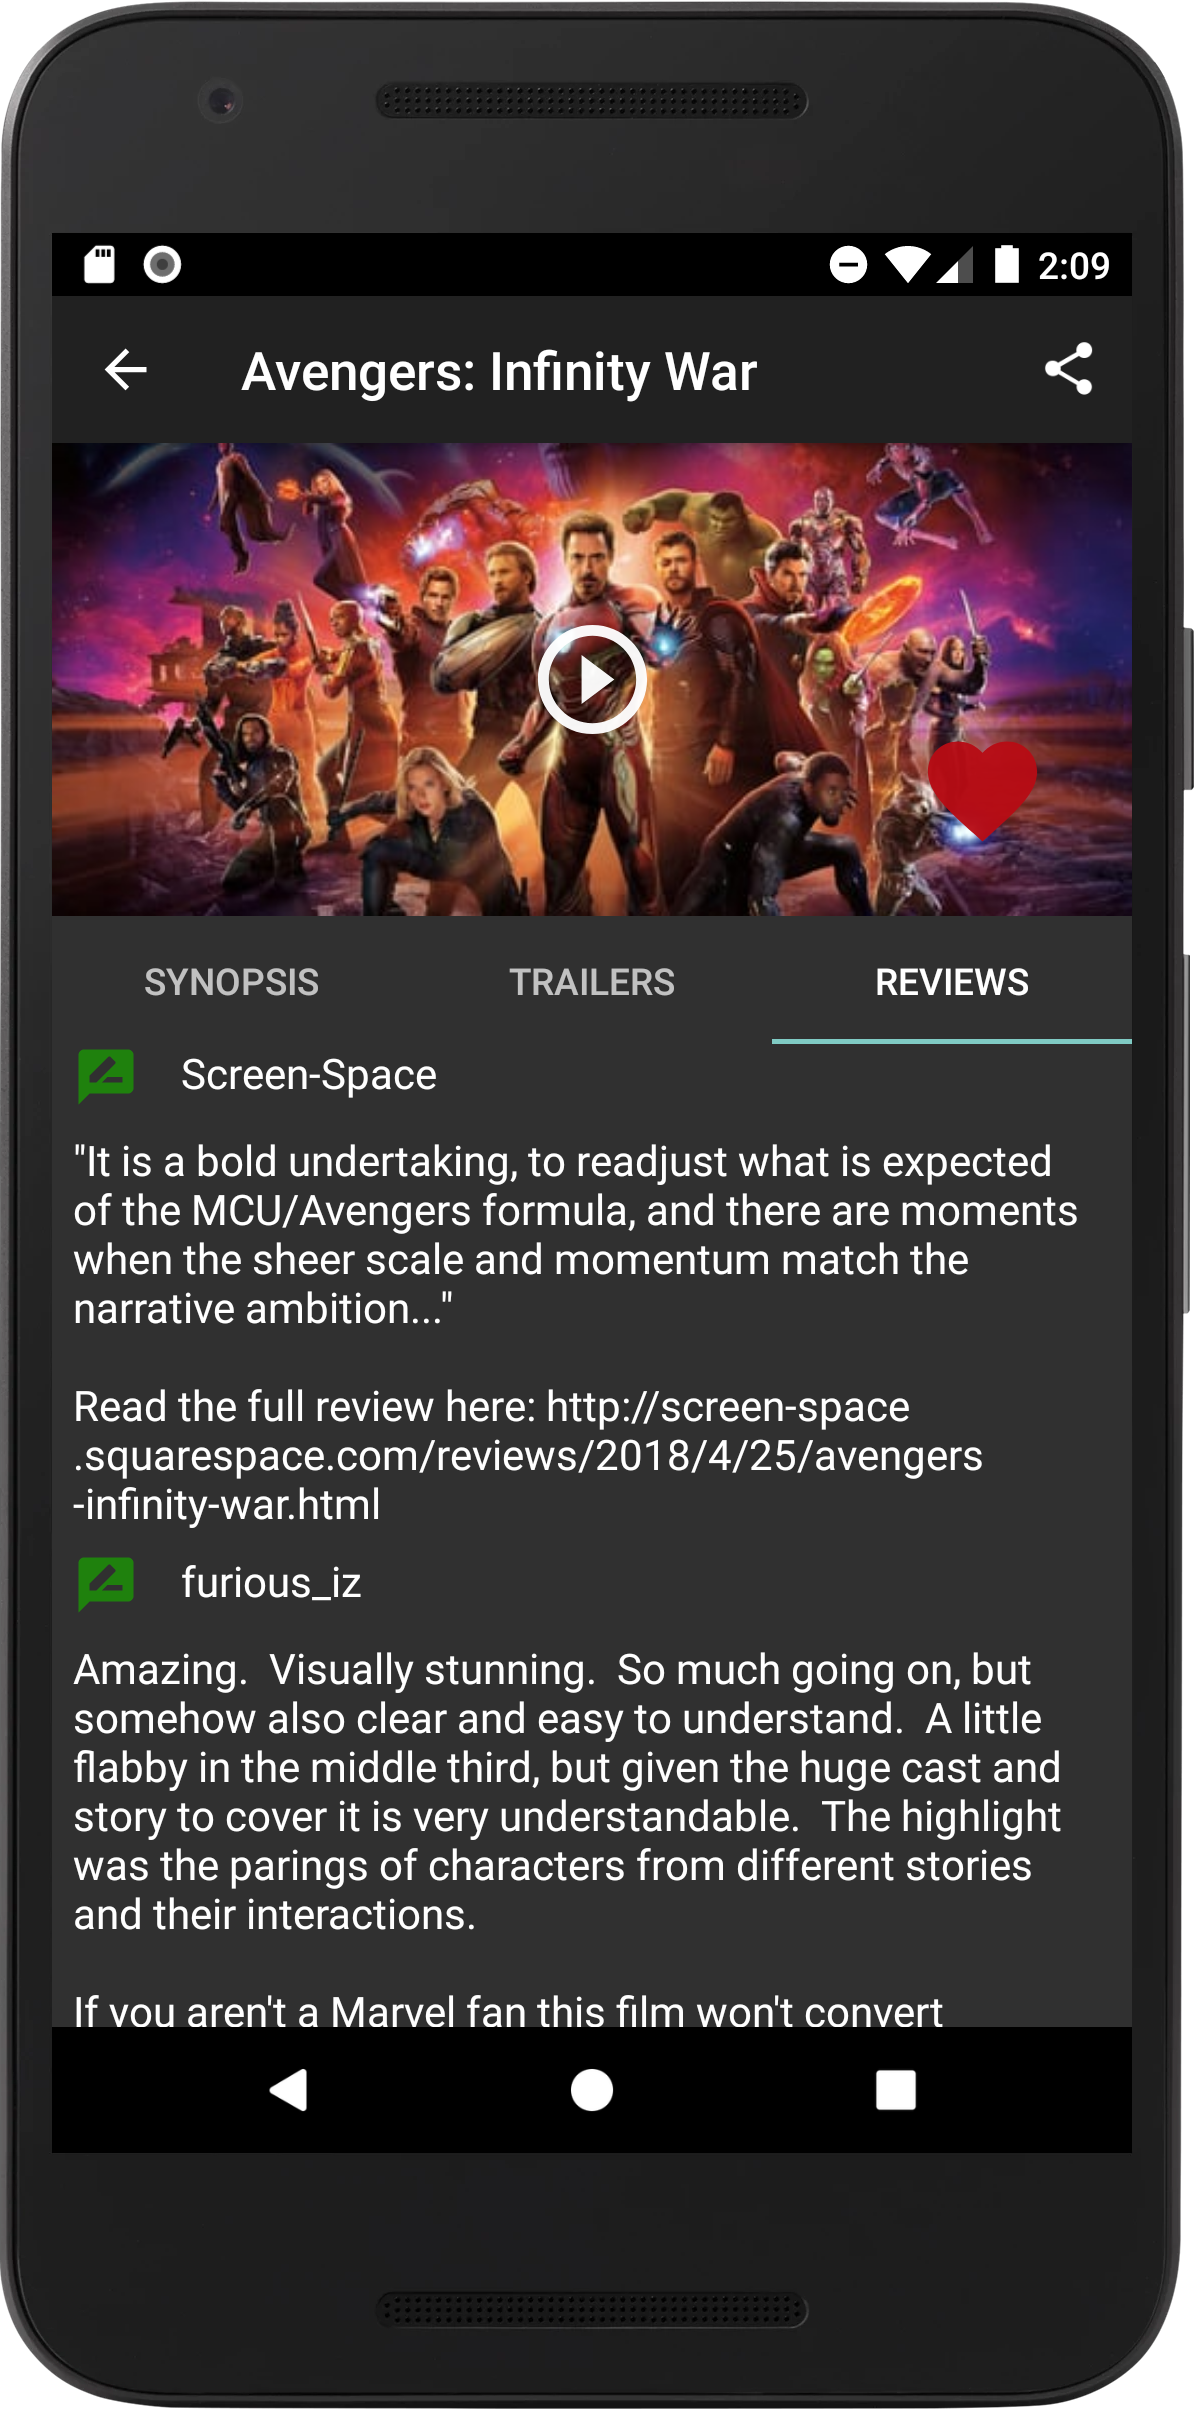 2:09
Avengers: Infinity War
SYNOPSIS TRAILERS REVIEWS
Screen-Space
"It is a bold undertaking, to readjust what is expected
of the MCU/Avengers formula, and there are moments
when the sheer scale and momentum match the
narrative ambition..."
Read the full review here: http://screen-space
.squarespace.com/reviews/2018/4/25/avengers
-infinity-war.html
furious_iz
Amazing.  Visually stunning.  So much going on, but
somehow also clear and easy to understand.  A little
flabby in the middle third, but given the huge cast and
story to cover it is very understandable.  The highlight
was the parings of characters from different stories
and their interactions.
If you aren't a Marvel fan this film won't convert